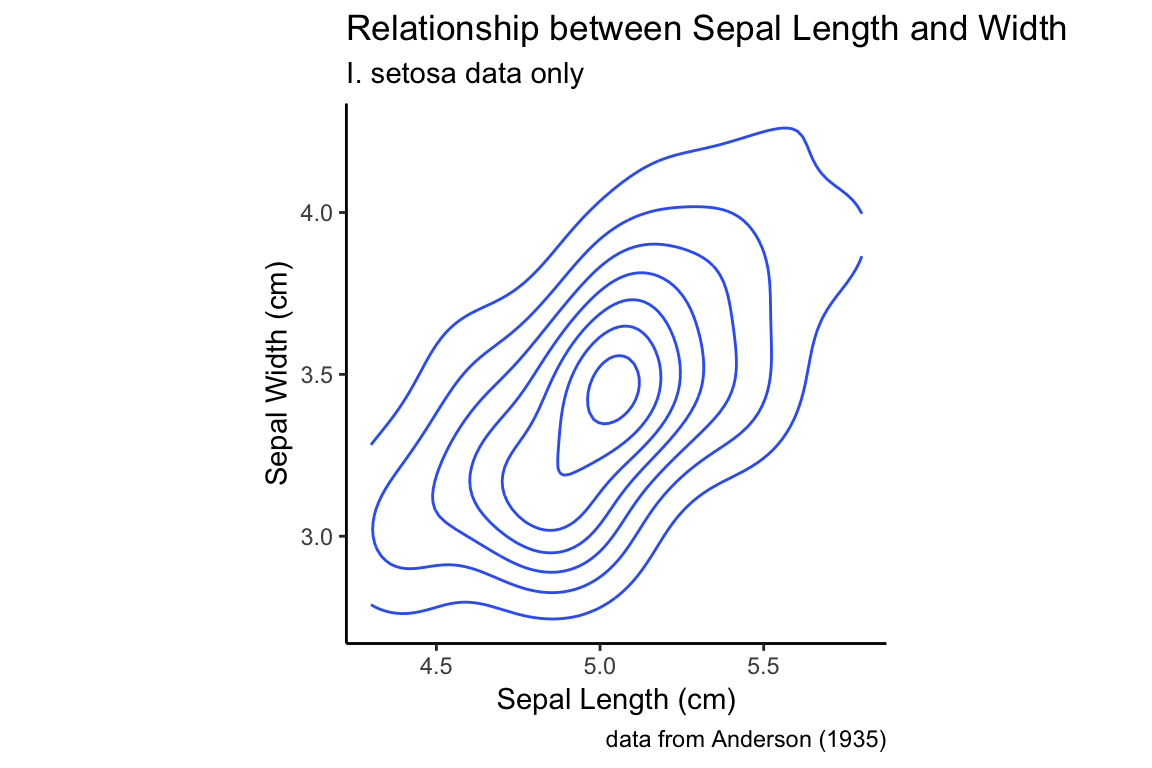 Relationship between Sepal Length and Width
I. setosa data only
Sepal Width (cm)
4.0
3.5
3.0
4.5 5.0 5.5
Sepal Length (cm)
data from Anderson (1935)